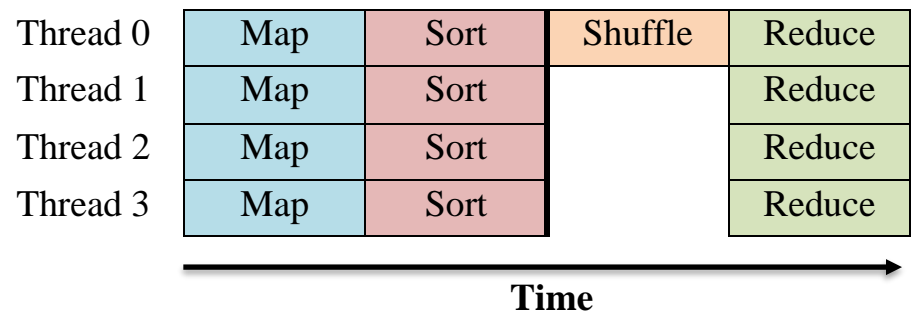 Thread 0 Map Sort Shuffle Reduce
Thread 1 Map Sort Reduce
Thread 2 Map Sort Reduce
Thread 3 Map Sort Reduce
Time